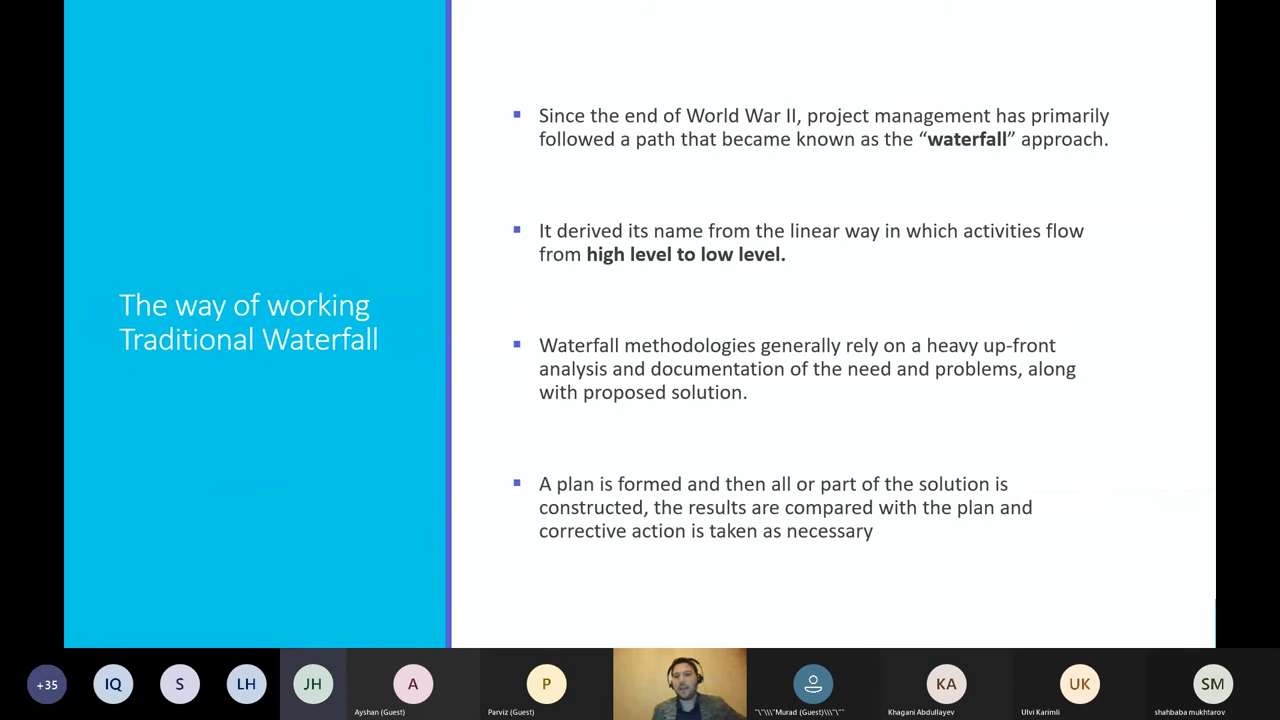 The way of working
Traditional Waterfall
Since the end of World War II, project management has primarily
followed a path that became known as the “waterfall” approach.
It derived its name from the linear way in which activities flow
from high level to low level.
Waterfall methodologies generally rely on a heavy up-front
analysis and documentation of the need and problems, along
with proposed solution.
A plan is formed and then all or part of the solution is
constructed, the results are compared with the plan and
corrective action is taken as necessary
+35
IQ
S
LH
JH
A
Ayshan (Guest)
P
Parviz (Guest)
"\"\\\"Murad (Guest)\\\"\""
KA
Khagani Abdullayev
UK
Ulvi Karimli
SM
shahbaba mukhtarov